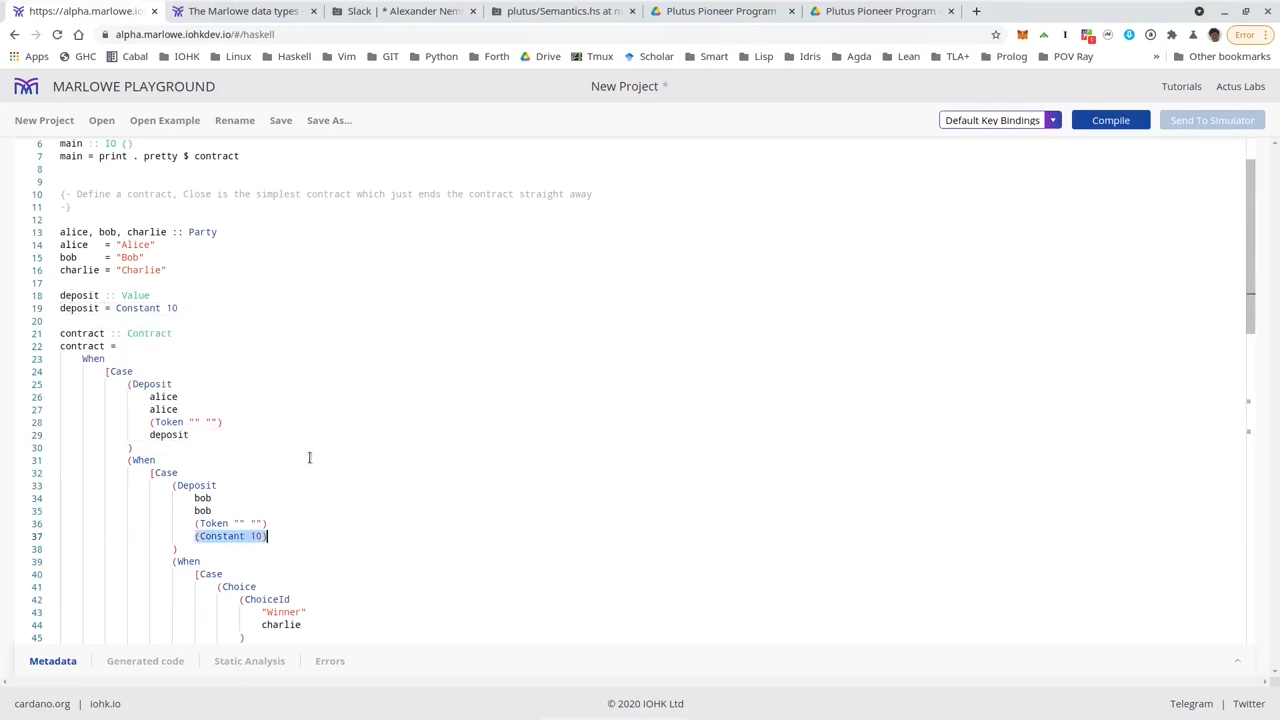 https://alpha.marlowe.io
The Marlowe data types
Slack | * Alexander Nem
plutus/Semantics.hs at m
Plutus Pioneer Program
Plutus Pioneer Program
alpha.marlowe.iohkdev.io/#/haskell
Error
Apps GHC Cabal IOHK Linux Haskell Vim GIT Python Forth Drive Tmux Scholar Smart Lisp Idris Agda Lean TLA+ Prolog POV Ray » Other bookmarks
MARLOWE PLAYGROUND
New Project *
Tutorials Actus Labs
New Project Open Open Example Rename Save Save As...
Default Key Bindings
Compile
Send To Simulator
6 main :: IO ()
7 main = print . pretty $ contract
8
9
10 {- Define a contract, Close is the simplest contract which just ends the contract straight away
11 -}
12
13 alice, bob, charlie :: Party
14 alice   = "Alice"
15 bob     = "Bob"
16 charlie = "Charlie"
17
18 deposit :: Value
19 deposit = Constant 10
20
21 contract :: Contract
22 contract =
23 When
24 [Case
25 (Deposit
26 alice
27 alice
28 (Token "" "")
29 deposit
30 )
31 (When
32 [Case
33 (Deposit
34 bob
35 bob
36 (Token "" "")
37 (Constant 10)
38 )
39 (When
40 [Case
41 (Choice
42 (ChoiceId
43 "Winner"
44 charlie
45 )
Metadata Generated code Static Analysis Errors
cardano.org | iohk.io
© 2020 IOHK Ltd
Telegram | Twitter